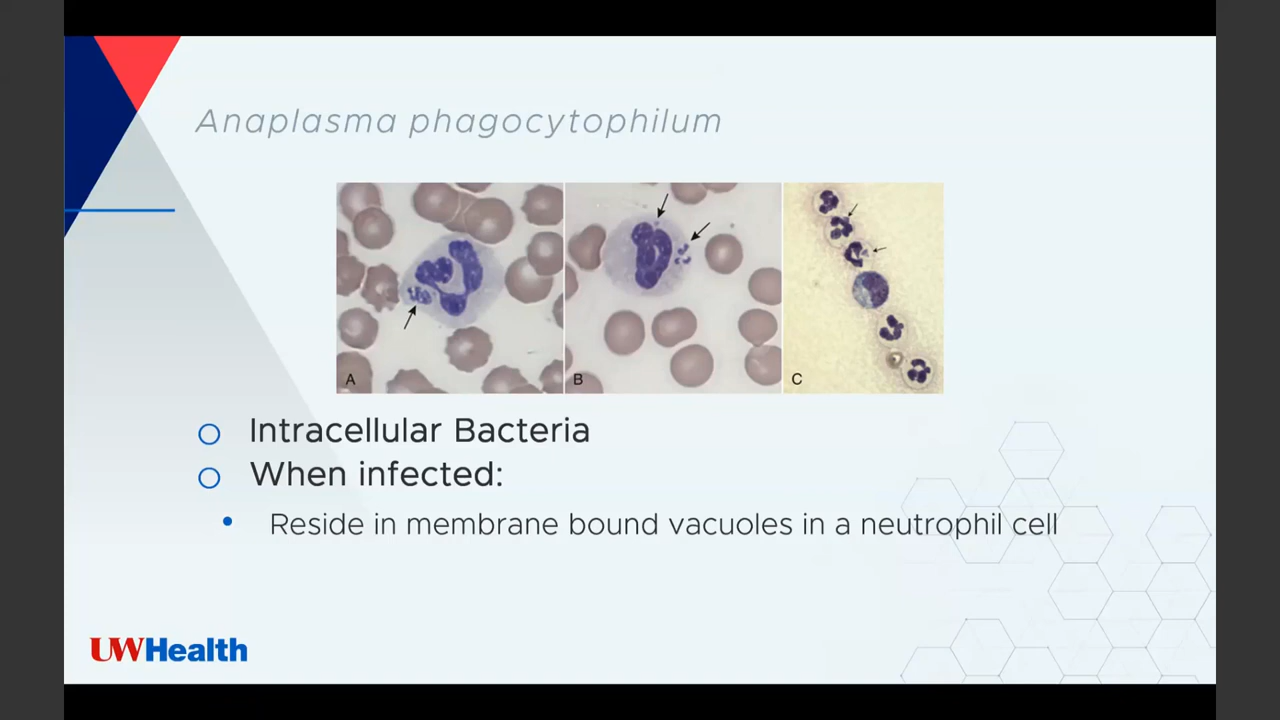 Anaplasma phagocytophilum
A
B
C
Intracellular Bacteria
When infected:
Reside in membrane bound vacuoles in a neutrophil cell
UWHealth